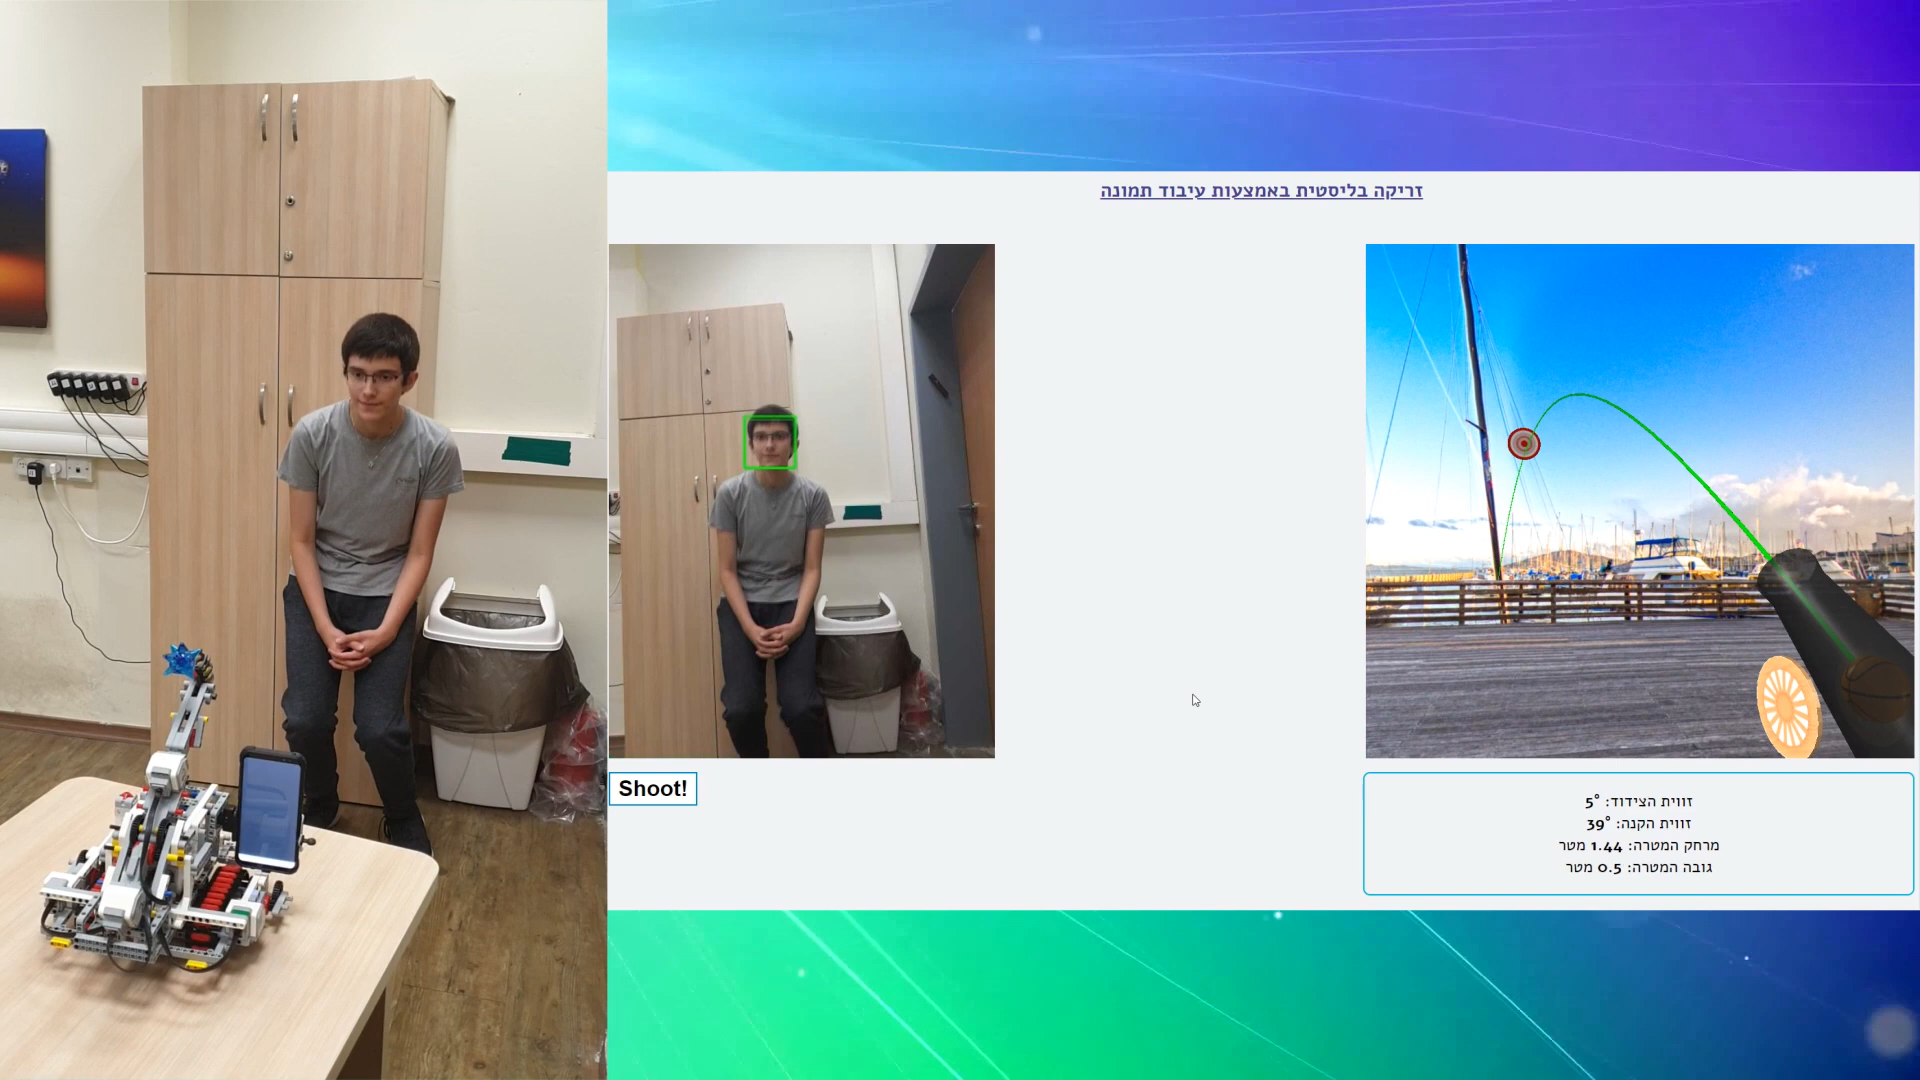 זריקה בליסטית באמצעות עיבוד תמונה
Shoot!
זווית הצידוד: 5°
זווית הקנה: 39°
מרחק המטרה: 1.44 מטר
גובה המטרה: 0.5 מטר